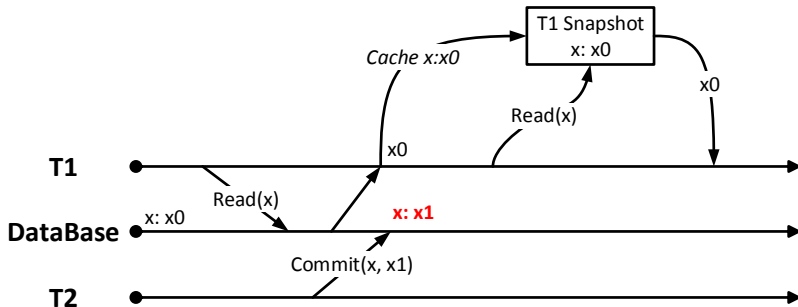 T1 Snapshot
x: x0
Cache x:x0
x0
Read(x)
x0
T1
Read(x)
x: x0
x: x1
DataBase
Commit(x, x1)
T2